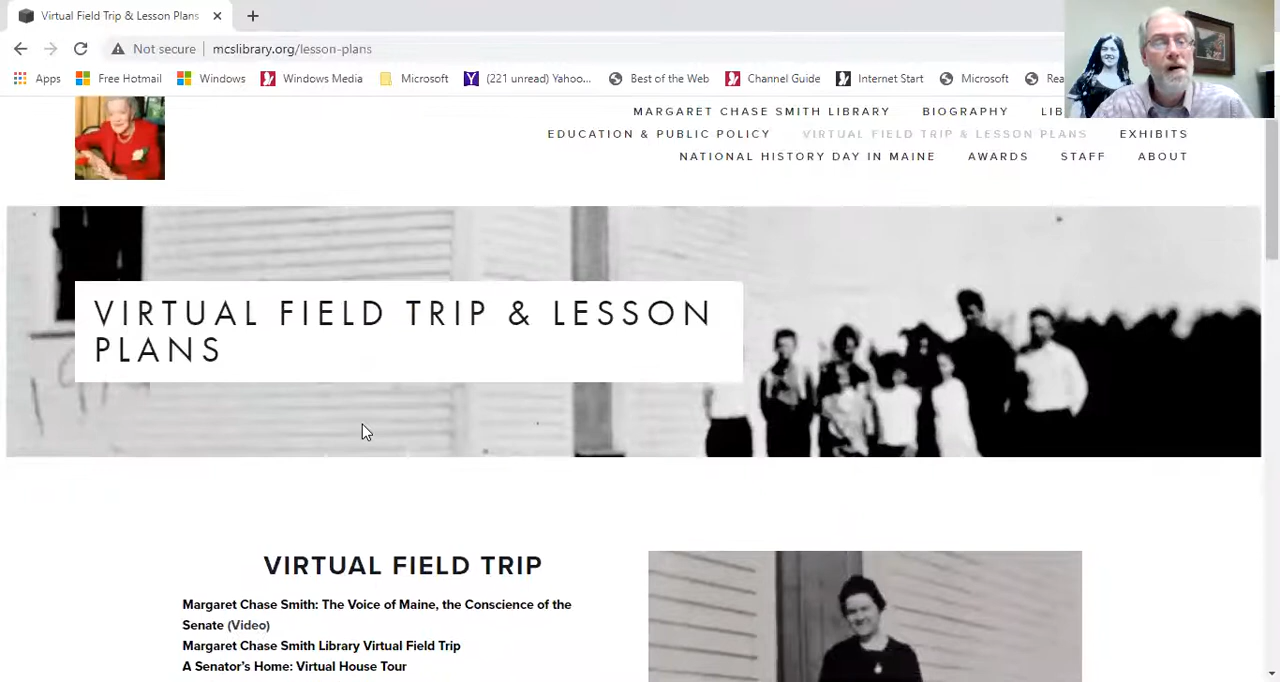 Virtual Field Trip & Lesson Plans
Not secure mcslibrary.org/lesson-plans
Apps Free Hotmail Windows Windows Media Microsoft (221 unread) Yahoo... Best of the Web Channel Guide Internet Start Microsoft
MARGARET CHASE SMITH LIBRARY BIOGRAPHY
EDUCATION & PUBLIC POLICY VIRTUAL FIELD TRIP & LESSON PLANS EXHIBITS
NATIONAL HISTORY DAY IN MAINE AWARDS STAFF ABOUT
VIRTUAL FIELD TRIP & LESSON
PLANS
VIRTUAL FIELD TRIP
Margaret Chase Smith: The Voice of Maine, the Conscience of the
Senate (Video)
Margaret Chase Smith Library Virtual Field Trip
A Senator's Home: Virtual House Tour